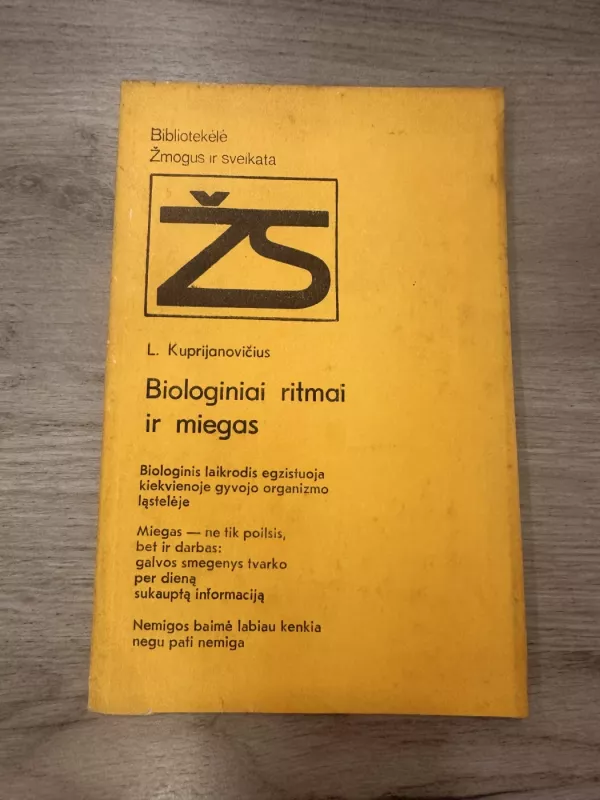 Bibliotekėlė
Žmogus ir sveikata
ŽS
L. Kuprijanovičius
Biologiniai ritmai
ir miegas
Biologinis laikrodis egzistuoja
kiekvienoje gyvojo organizmo
ląstelėje
Miegas — ne tik poilsis,
bet ir darbas:
galvos smegenys tvarko
per dieną
sukauptą informaciją
Nemigos baimė labiau kenkia
negu pati nemiga